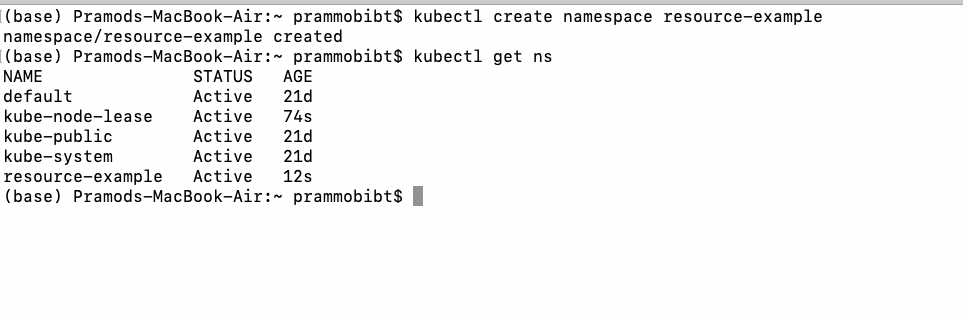 (base) Pramods-MacBook-Air:~ prammobibt$ kubectl create namespace resource-example
namespace/resource-example created
(base) Pramods-MacBook-Air:~ prammobibt$ kubectl get ns
NAME               STATUS   AGE
default            Active   21d
kube-node-lease    Active   74s
kube-public        Active   21d
kube-system        Active   21d
resource-example   Active   12s
(base) Pramods-MacBook-Air:~ prammobibt$